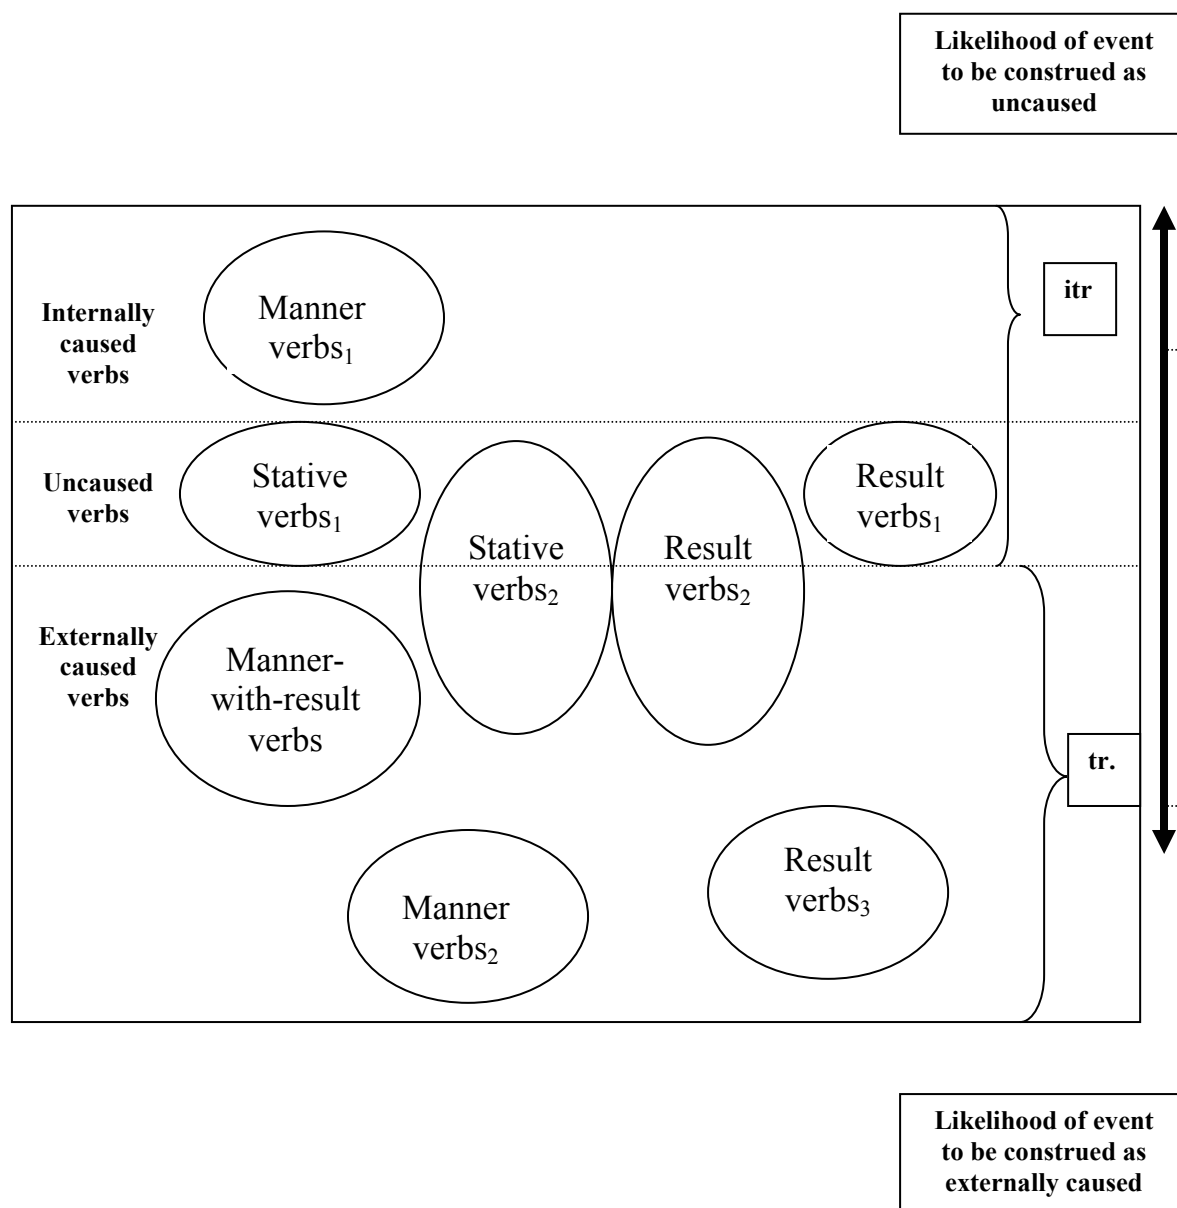 Likelihood of event
to be construed as
uncaused
itr
Internally
caused
verbs
Manner
verbs₁
Uncaused
verbs
Stative
verbs₁
Stative
verbs₂
Result
verbs₂
Result
verbs₁
Externally
caused
verbs
Manner-
with-result
verbs
tr.
Manner
verbs₂
Result
verbs₃
Likelihood of event
to be construed as
externally caused